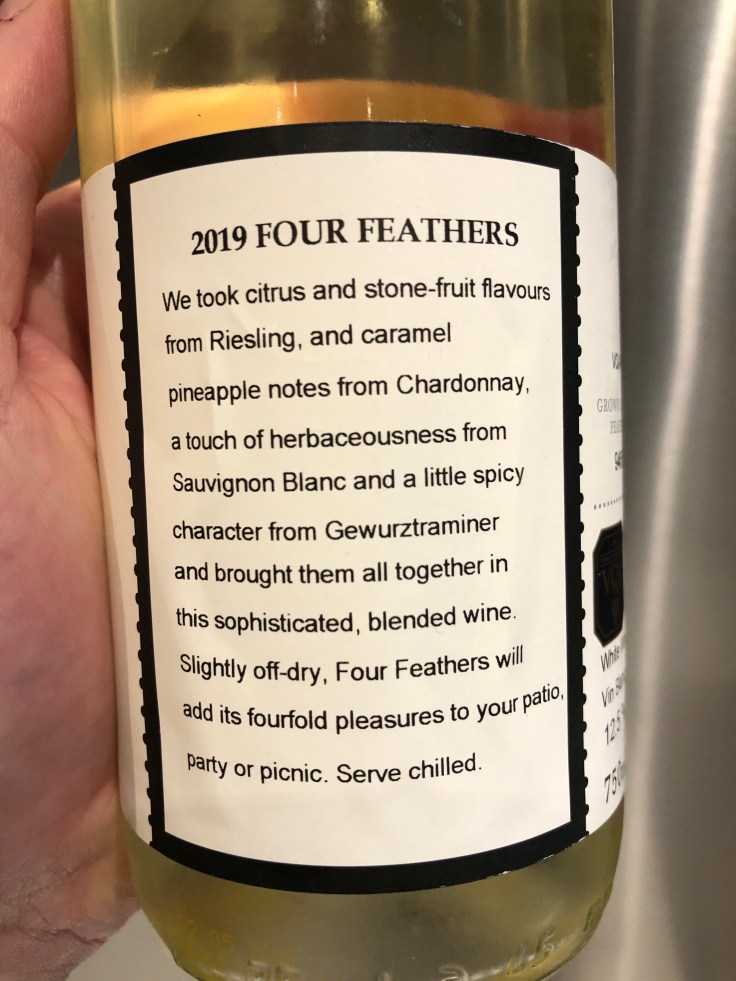 2019 FOUR FEATHERS
We took citrus and stone-fruit flavours
from Riesling, and caramel
pineapple notes from Chardonnay,
a touch of herbaceousness from
Sauvignon Blanc and a little spicy
character from Gewurztraminer
and brought them all together in
this sophisticated, blended wine.
Slightly off-dry, Four Feathers will
add its fourfold pleasures to your patio,
party or picnic. Serve chilled.
White
Vin